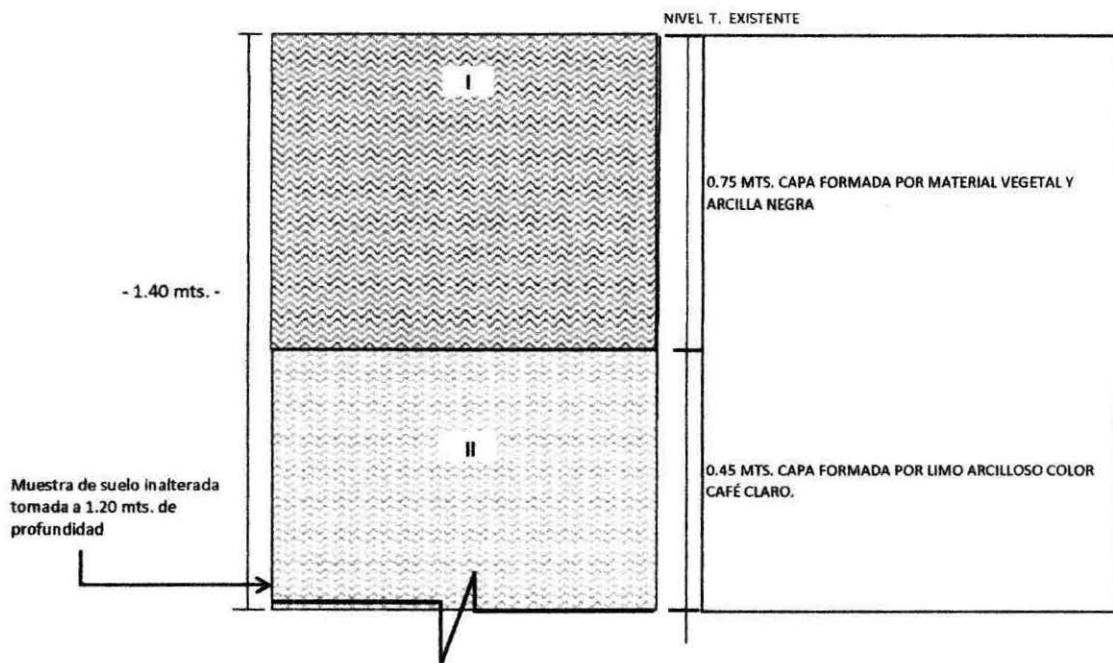 NIVEL T. EXISTENTE
I
0.75 MTS. CAPA FORMADA POR MATERIAL VEGETAL Y
ARCILLA NEGRA
- 1.40 mts. -
II
0.45 MTS. CAPA FORMADA POR LIMO ARCILLOSO COLOR
CAFÉ CLARO.
Muestra de suelo inalterada
tomada a 1.20 mts. de
profundidad